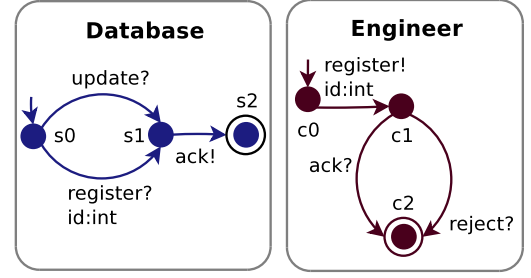 Database
update?
s0
s1
s2
ack!
register?
id:int
Engineer
register!
id:int
c0
c1
ack?
c2
reject?